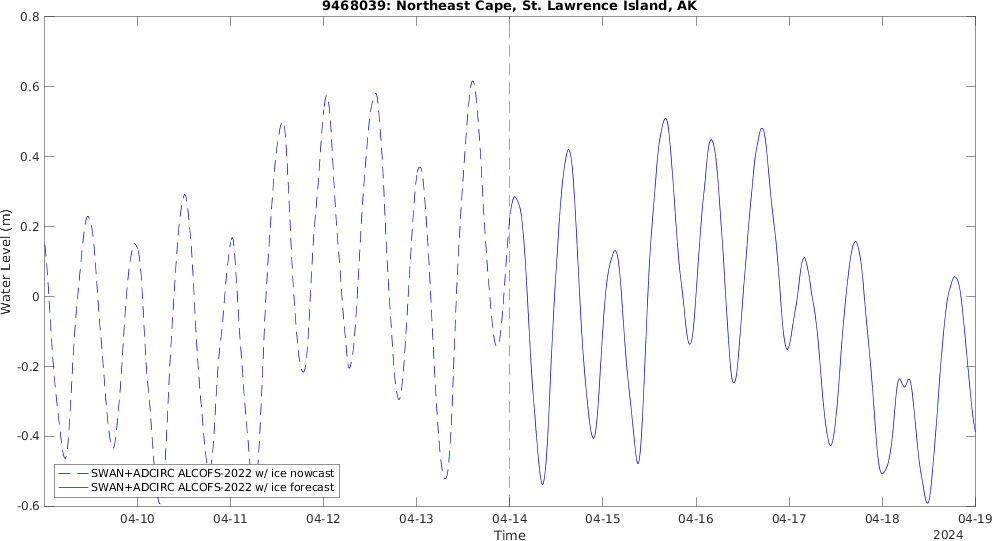 9468039: Northeast Cape, St. Lawrence Island, AK
0.8
0.6
0.4
0.2
0
-0.2
-0.4
-0.6
Water Level (m)
SWAN+ADCIRC ALCOFS-2022 w/ ice nowcast
SWAN+ADCIRC ALCOFS-2022 w/ ice forecast
04-10 04-11 04-12 04-13 04-14 04-15 04-16 04-17 04-18 04-19
Time
2024